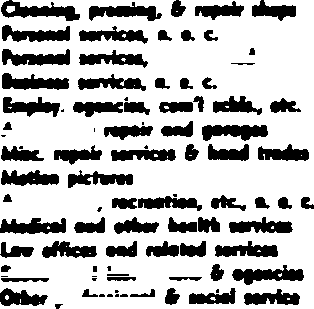 Cleaning, pressing, & repair shops
Personal services, n. e. c.
Personal services,
Business services, n. e. c.
Employ. agencies, com'l schls., etc.
repair and garages
Misc. repair services & hand trades
Motion pictures
, recreation, etc., n. e. c.
Medical and other health services
Law offices and related services
& agencies
Other & social service